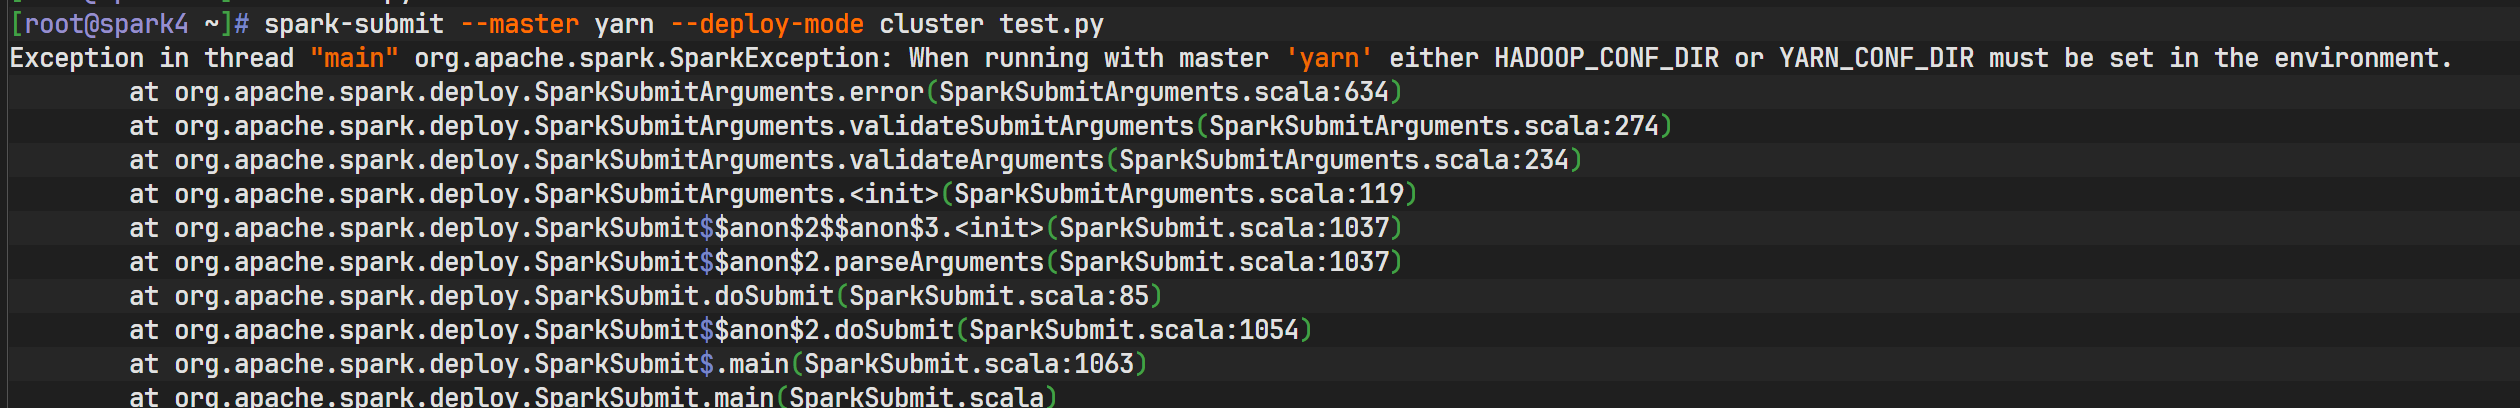 [root@spark4 ~]# spark-submit --master yarn --deploy-mode cluster test.py
Exception in thread "main" org.apache.spark.SparkException: When running with master 'yarn' either HADOOP_CONF_DIR or YARN_CONF_DIR must be set in the environment.
        at org.apache.spark.deploy.SparkSubmitArguments.error(SparkSubmitArguments.scala:634)
        at org.apache.spark.deploy.SparkSubmitArguments.validateSubmitArguments(SparkSubmitArguments.scala:274)
        at org.apache.spark.deploy.SparkSubmitArguments.validateArguments(SparkSubmitArguments.scala:234)
        at org.apache.spark.deploy.SparkSubmitArguments.<init>(SparkSubmitArguments.scala:119)
        at org.apache.spark.deploy.SparkSubmit$$anon$2$$anon$3.<init>(SparkSubmit.scala:1037)
        at org.apache.spark.deploy.SparkSubmit$$anon$2.parseArguments(SparkSubmit.scala:1037)
        at org.apache.spark.deploy.SparkSubmit.doSubmit(SparkSubmit.scala:85)
        at org.apache.spark.deploy.SparkSubmit$$anon$2.doSubmit(SparkSubmit.scala:1054)
        at org.apache.spark.deploy.SparkSubmit$.main(SparkSubmit.scala:1063)
        at org.apache.spark.deploy.SparkSubmit.main(SparkSubmit.scala)